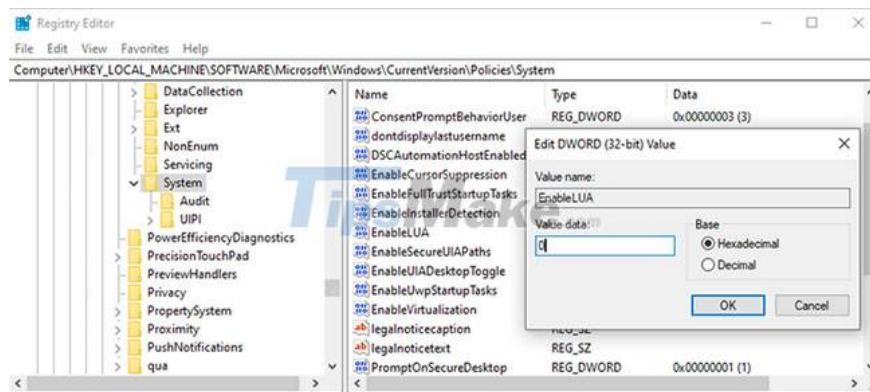 Registry Editor
File Edit View Favorites Help
Computer\HKEY_LOCAL_MACHINE\SOFTWARE\Microsoft\Windows\CurrentVersion\Policies\System
DataCollection
Explorer
Ext
NonEnum
Servicing
System
Audit
UIPI
PowerEfficiencyDiagnostics
PrecisionTouchPad
PreviewHandlers
Privacy
PropertySystem
Proximity
PushNotifications
qua
Name Type Data
ConsentPromptBehaviorUser REG_DWORD 0x00000003 (3)
dontdisplaylastusername
DSCAutomationHostEnabled
EnableCursorSuppression
EnableFullTrustStartupTasks
EnableInstallerDetection
EnableLUA
EnableSecureUIAPaths
EnableUIADesktopToggle
EnableUwpStartupTasks
EnableVirtualization
legalnoticecaption REG_SZ
legalnoticetext REG_SZ
PromptOnSecureDesktop REG_DWORD 0x00000001 (1)
Edit DWORD (32-bit) Value
Value name:
EnableLUA
Value data:
0
Base
Hexadecimal
Decimal
OK Cancel
TipsMake.com